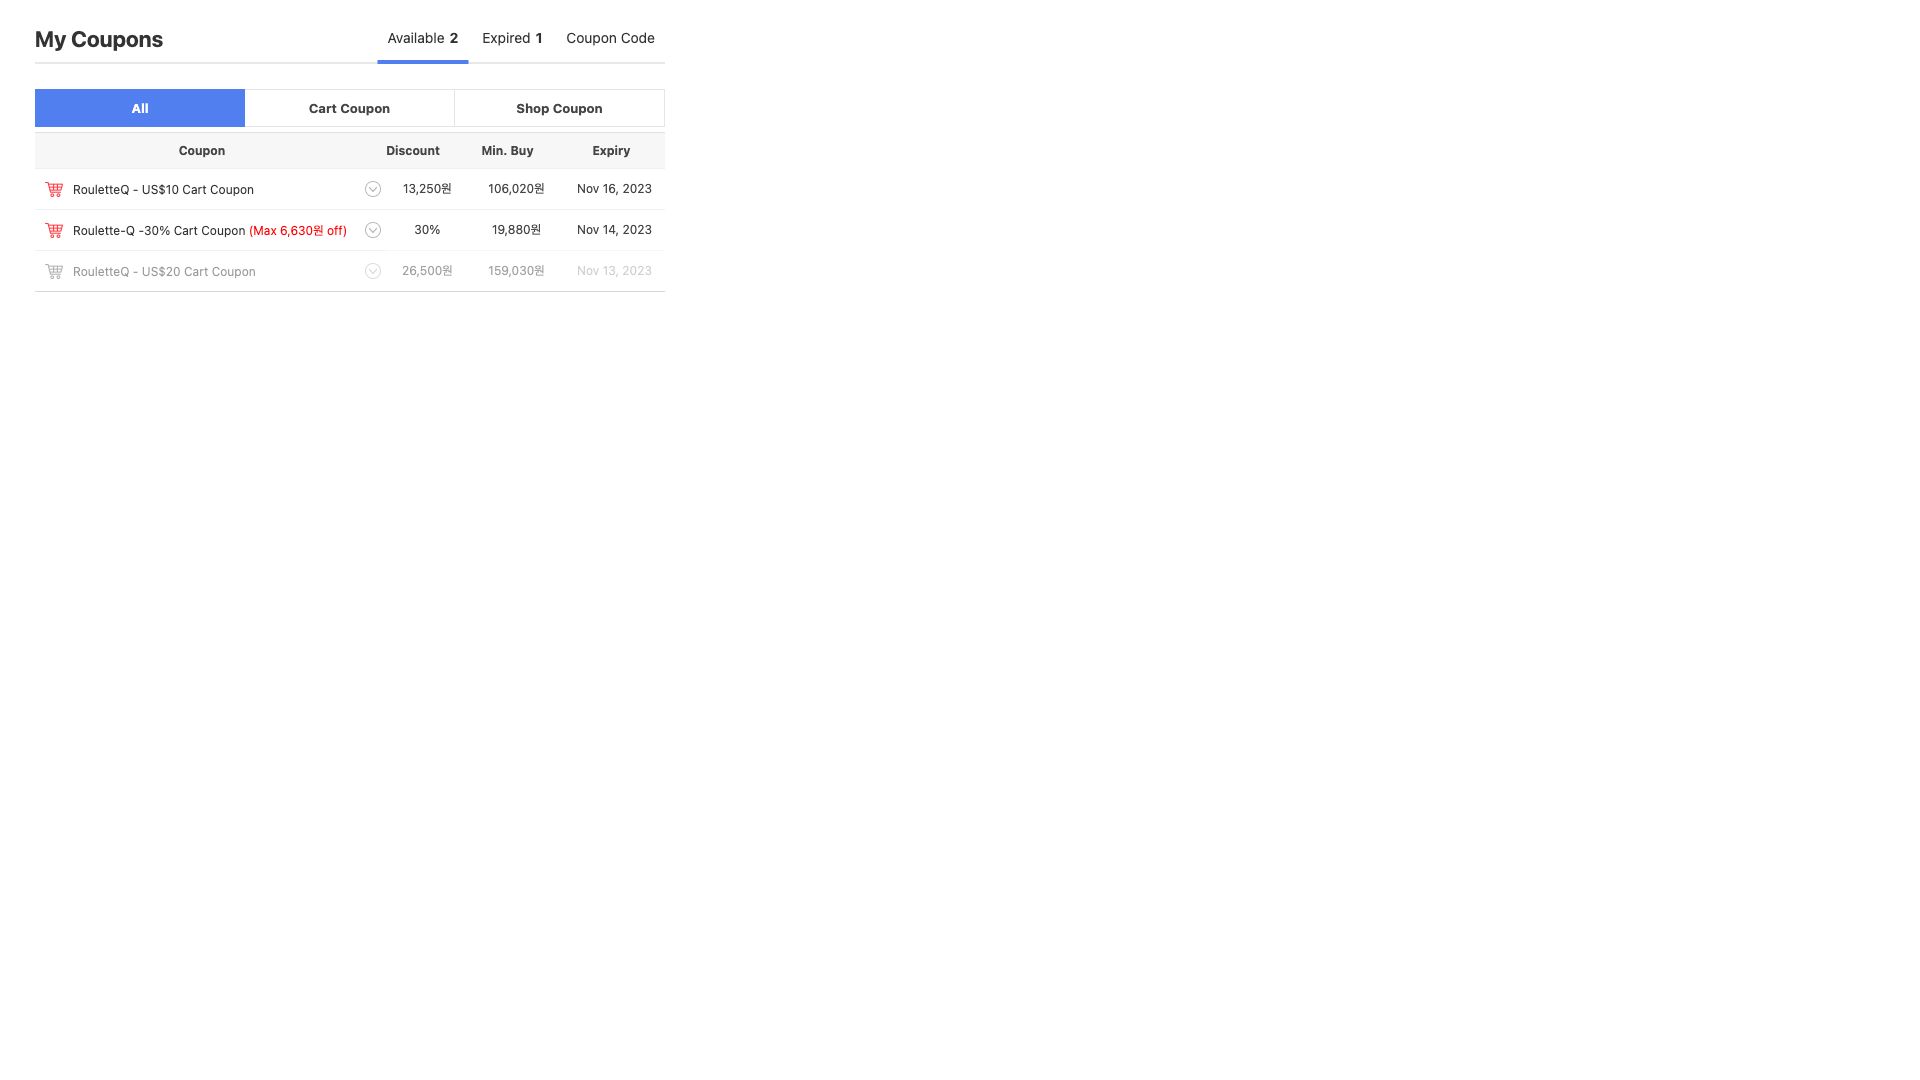 My Coupons
Available 2 Expired 1 Coupon Code
All Cart Coupon Shop Coupon
Coupon Discount Min. Buy Expiry
RouletteQ - US$10 Cart Coupon 13,250원 106,020원 Nov 16, 2023
Roulette-Q -30% Cart Coupon (Max 6,630원 off) 30% 19,880원 Nov 14, 2023
RouletteQ - US$20 Cart Coupon 26,500원 159,030원 Nov 13, 2023